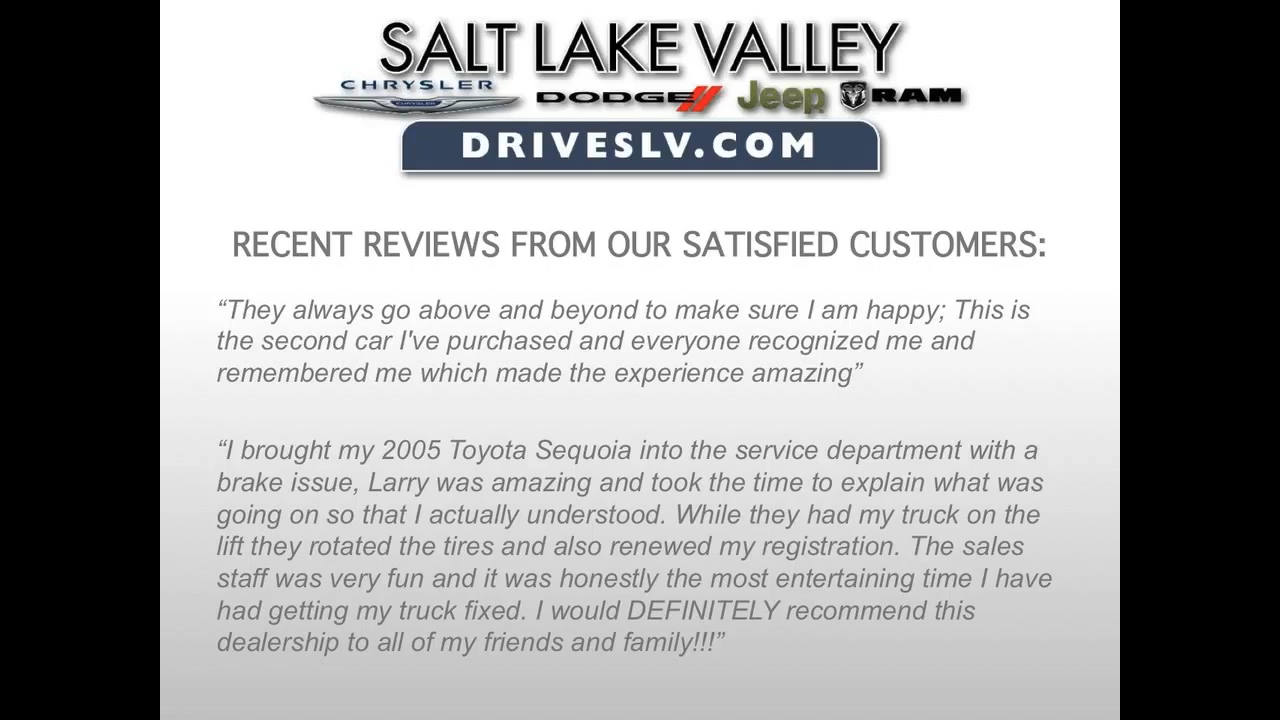 SALT LAKE VALLEY
CHRYSLER DODGE Jeep RAM
CHRYSLER
DRIVESLV.COM
RECENT REVIEWS FROM OUR SATISFIED CUSTOMERS:
“They always go above and beyond to make sure I am happy; This is
the second car I've purchased and everyone recognized me and
remembered me which made the experience amazing”
“I brought my 2005 Toyota Sequoia into the service department with a
brake issue, Larry was amazing and took the time to explain what was
going on so that I actually understood. While they had my truck on the
lift they rotated the tires and also renewed my registration. The sales
staff was very fun and it was honestly the most entertaining time I have
had getting my truck fixed. I would DEFINITELY recommend this
dealership to all of my friends and family!!!”